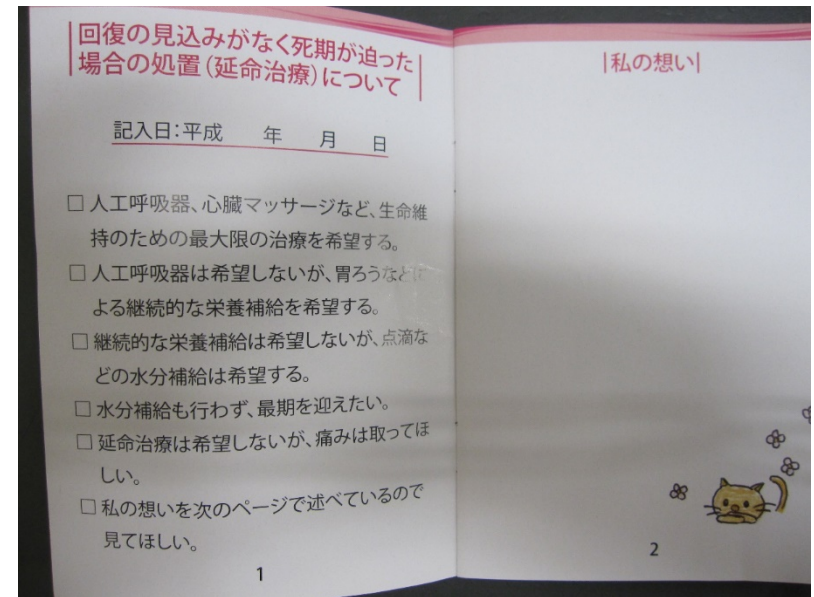 回復の見込みがなく死期が迫った
場合の処置(延命治療)について
記入日:平成　年　月　日
□人工呼吸器、心臓マッサージなど、生命維
持のための最大限の治療を希望する。
□人工呼吸器は希望しないが、胃ろうなどに
よる継続的な栄養補給を希望する。
□継続的な栄養補給は希望しないが、点滴な
どの水分補給は希望する。
□水分補給も行わず、最期を迎えたい。
□延命治療は希望しないが、痛みは取ってほ
しい。
□私の想いを次のページで述べているので
見てほしい。
1
|私の想い|
2